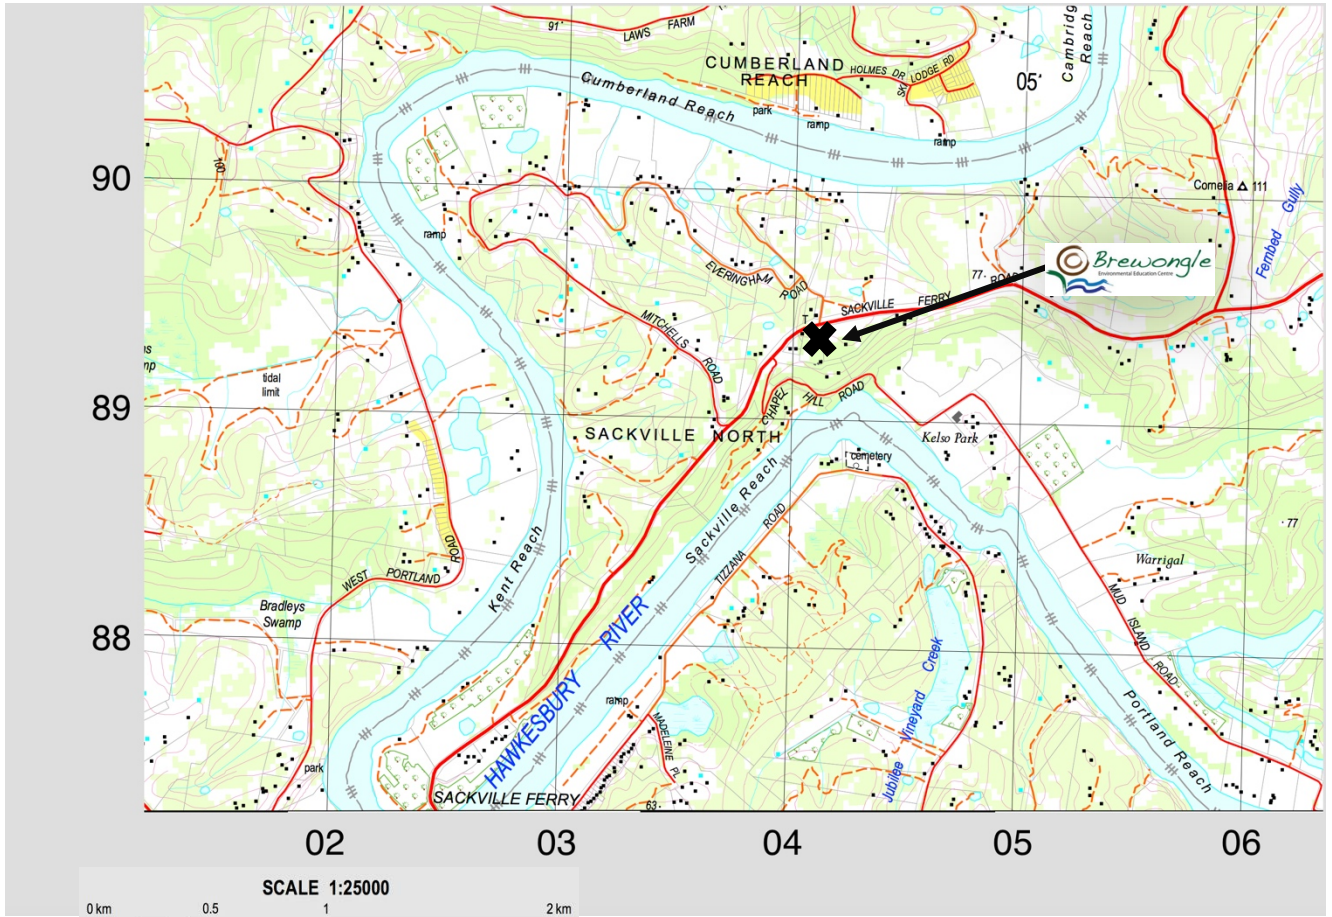 91
LAWS FARM
CUMBERLAND
REACH
HOLMES DR
SKI LODGE RD
05'
Cambridg
Reach
Cumberland Reach
park
ramp
ramp
100
90
Cornelia 111
Fernbed Gully
ramp
EVERINGHAM ROAD
77
ROAD
Brewongle
Environmental Education Centre
SACKVILLE FERRY
T
MITCHELLS ROAD
ns
mp
tidal
limit
89
CHAPEL HILL ROAD
SACKVILLE NORTH
Kelso Park
cemetery
Sackville Reach
TIZZANA ROAD
77
Kent Reach
WEST PORTLAND ROAD
Warrigal
Bradleys
Swamp
MUD ISLAND ROAD
88
HAWKESBURY RIVER
Jubilee Vineyard Creek
ramp
MADELEINE PL
Portland Reach
park
SACKVILLE FERRY
63
02
03
04
05
06
SCALE 1:25000
0 km
0.5
1
2 km